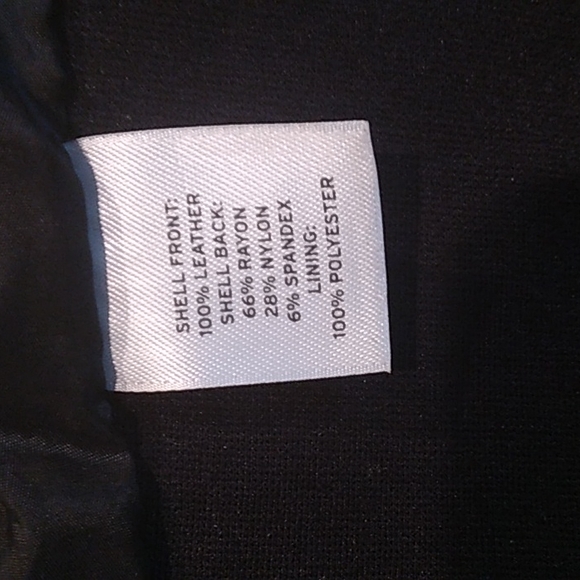 SHELL FRONT:
100% LEATHER
SHELL BACK:
66% RAYON
28% NYLON
6% SPANDEX
LINING:
100% POLYESTER